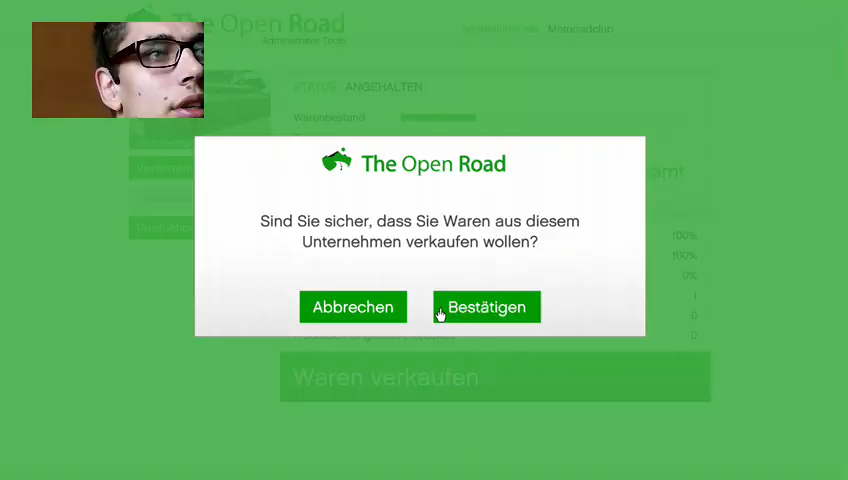 The Open Road
Administrator Tools
Motorradclub
STATUS ANGEHALTEN
Warenbestand
The Open Road
Sind Sie sicher, dass Sie Waren aus diesem
Unternehmen verkaufen wollen?
Abbrechen
Bestätigen
100%
100%
0%
1
0
0
Waren verkaufen